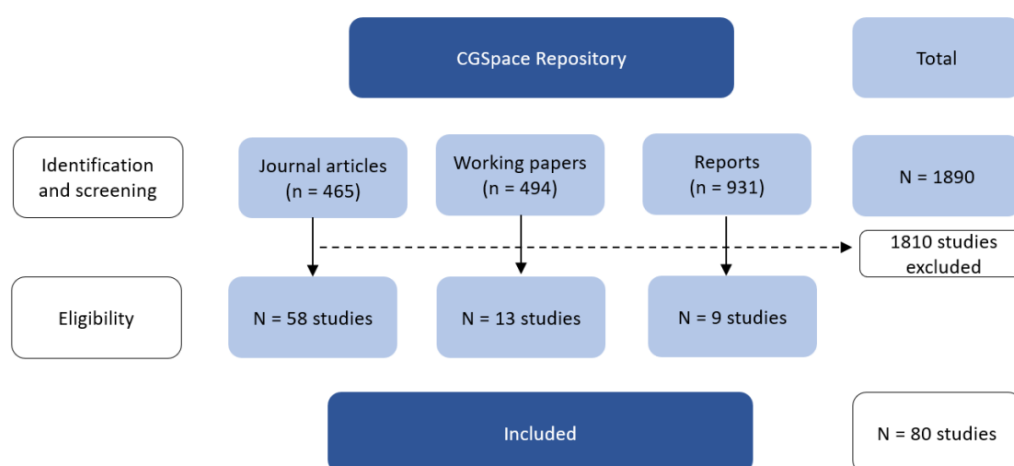 CGSpace Repository
Total
Identification
and screening
Journal articles
(n = 465)
Working papers
(n = 494)
Reports
(n = 931)
N = 1890
1810 studies
excluded
Eligibility
N = 58 studies
N = 13 studies
N = 9 studies
Included
N = 80 studies